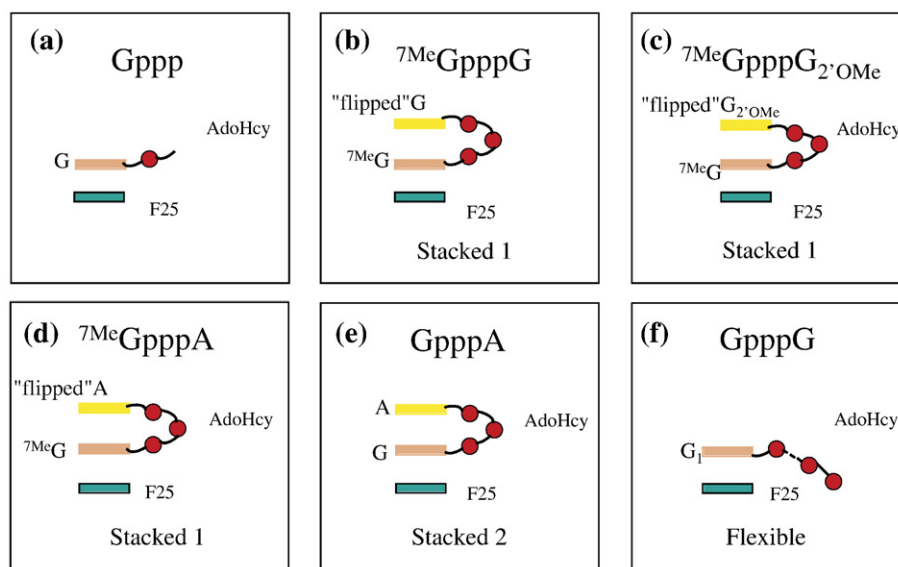 (a)
Gppp
AdoHcy
G
F25
(b)
7MeGpppG
"flipped"G
7MeG
F25
Stacked 1
(c)
7MeGpppG2'OMe
"flipped"G2'OMe
AdoHcy
7MeG
F25
Stacked 1
(d)
7MeGpppA
"flipped"A
AdoHcy
7MeG
F25
Stacked 1
(e)
GpppA
A
AdoHcy
G
F25
Stacked 2
(f)
GpppG
AdoHcy
G1
F25
Flexible